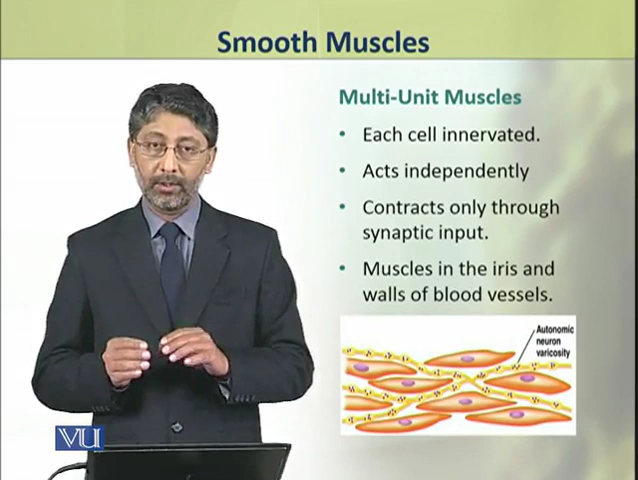 Smooth Muscles
Multi-Unit Muscles
• Each cell innervated.
• Acts independently
• Contracts only through
synaptic input.
• Muscles in the iris and
walls of blood vessels.
Autonomic
neuron
varicosity
VU